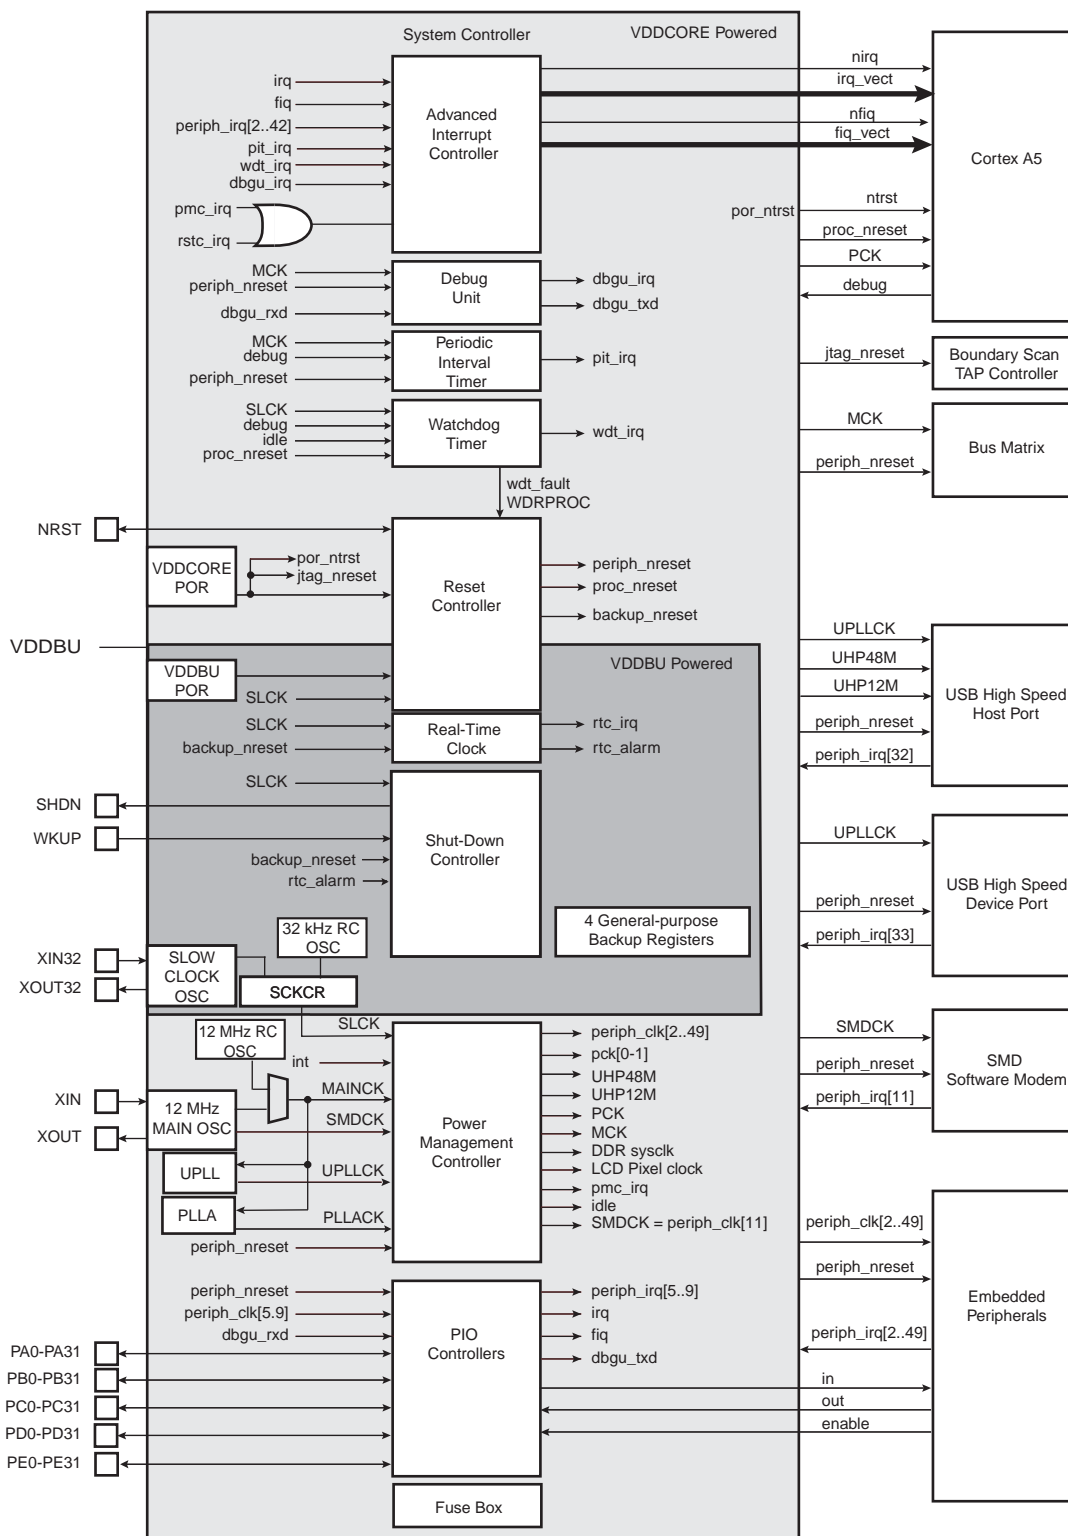 System Controller
VDDCORE Powered
irq
fiq
periph_irq[2..42]
pit_irq
wdt_irq
dbgu_irq
pmc_irq
rstc_irq
Advanced
Interrupt
Controller
nirq
irq_vect
nfiq
fiq_vect
Cortex A5
por_ntrst
ntrst
proc_nreset
PCK
debug
MCK
periph_nreset
dbgu_rxd
Debug
Unit
dbgu_irq
dbgu_txd
MCK
debug
periph_nreset
Periodic
Interval
Timer
pit_irq
jtag_nreset
Boundary Scan
TAP Controller
SLCK
debug
idle
proc_nreset
Watchdog
Timer
wdt_irq
MCK
periph_nreset
Bus Matrix
wdt_fault
WDRPROC
NRST
VDDCORE
POR
por_ntrst
jtag_nreset
Reset
Controller
periph_nreset
proc_nreset
backup_nreset
VDDBU
VDDBU
POR
SLCK
VDDBU Powered
UPLLCK
UHP48M
UHP12M
periph_nreset
periph_irq[32]
USB High Speed
Host Port
SLCK
backup_nreset
Real-Time
Clock
rtc_irq
rtc_alarm
SLCK
SHDN
WKUP
backup_nreset
rtc_alarm
Shut-Down
Controller
4 General-purpose
Backup Registers
UPLLCK
periph_nreset
periph_irq[33]
USB High Speed
Device Port
32 kHz RC
OSC
XIN32
XOUT32
SLOW
CLOCK
OSC
SCKCR
SLCK
12 MHz RC
OSC
int
XIN
XOUT
12 MHz
MAIN OSC
MAINCK
SMDCK
UPLL
UPLLCK
PLLA
PLLACK
periph_nreset
Power
Management
Controller
periph_clk[2..49]
pck[0-1]
UHP48M
UHP12M
PCK
MCK
DDR sysclk
LCD Pixel clock
pmc_irq
idle
SMDCK = periph_clk[11]
SMDCK
periph_nreset
periph_irq[11]
SMD
Software Modem
periph_nreset
periph_clk[5.9]
dbgu_rxd
PA0-PA31
PB0-PB31
PC0-PC31
PD0-PD31
PE0-PE31
PIO
Controllers
periph_irq[5..9]
irq
fiq
dbgu_txd
periph_clk[2..49]
periph_nreset
periph_irq[2..49]
in
out
enable
Embedded
Peripherals
Fuse Box